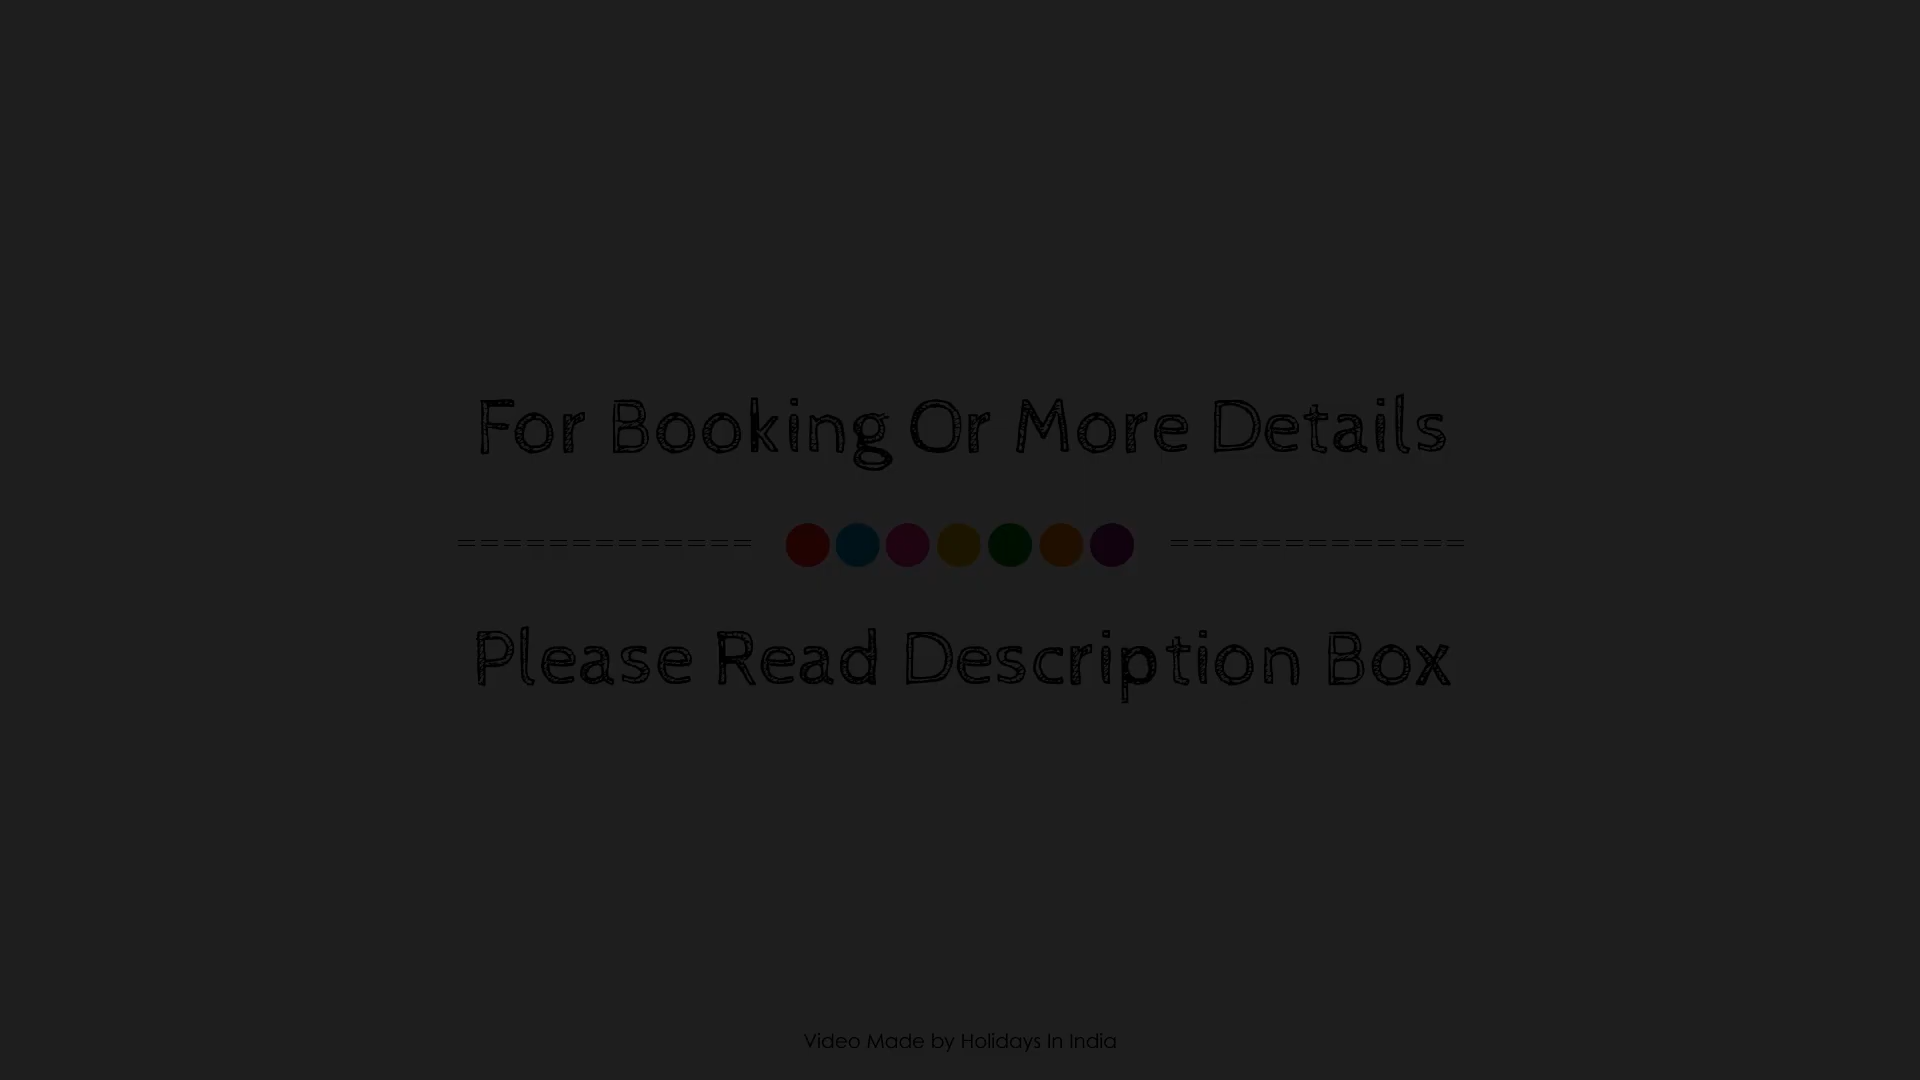 For Booking Or More Details
============= =============
Please Read Description Box
Video Made by Holidays In India